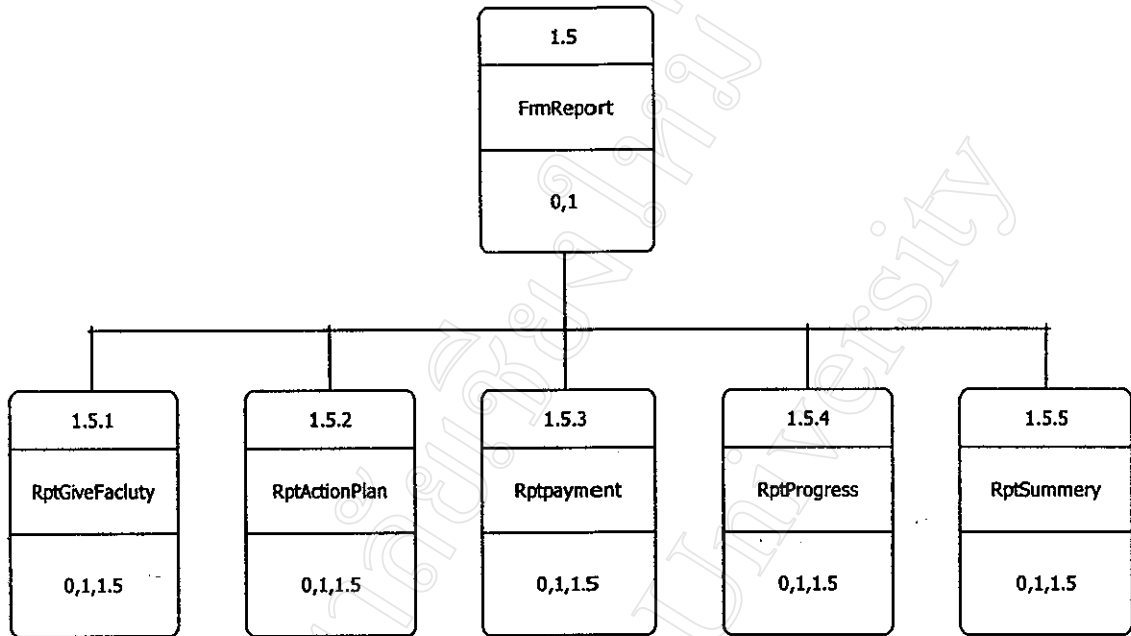 1.5
FrmReport
0,1
1.5.1
RptGiveFacluty
0,1,1.5
1.5.2
RptActionPlan
0,1,1.5
1.5.3
Rptpayment
0,1,1.5
1.5.4
RptProgress
0,1,1.5
1.5.5
RptSummery
0,1,1.5
University